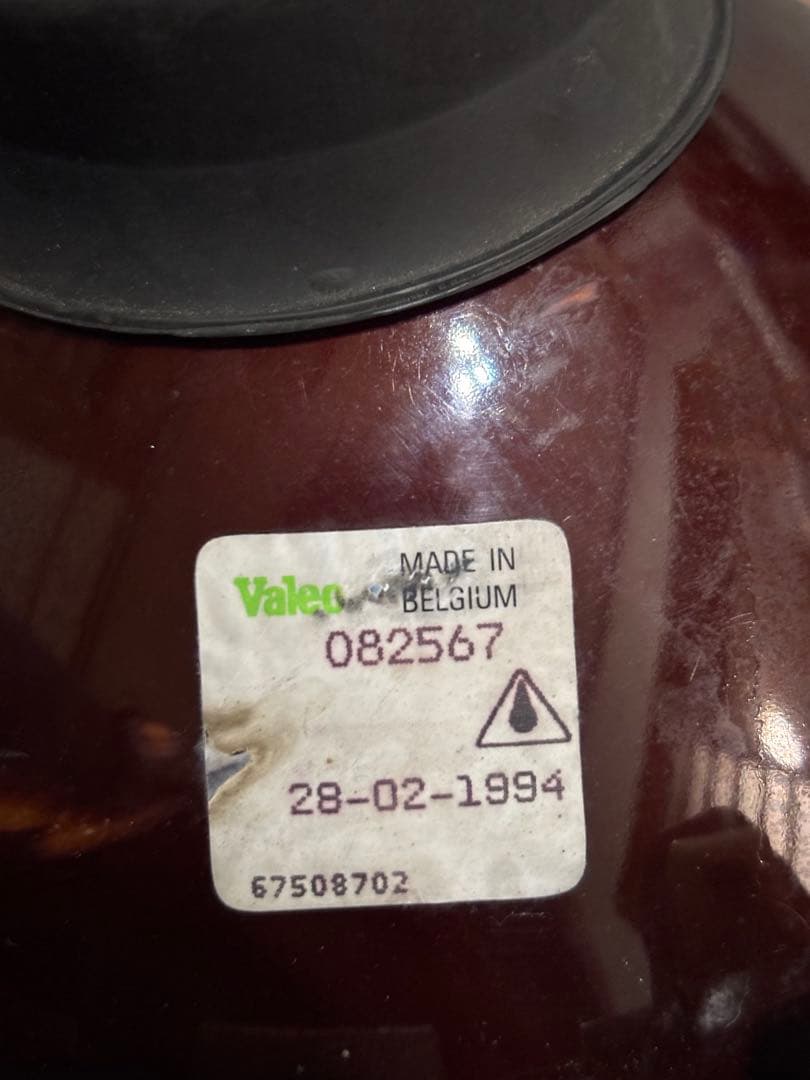 MADE IN
Valeo BELGIUM
082567
28-02-1994
67508702